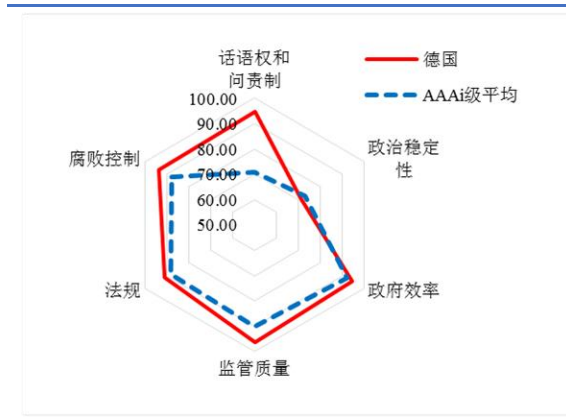 话语权和
问责制
德国
AAAi级平均
100.00
90.00
80.00
70.00
60.00
50.00
政治稳定
性
腐败控制
法规
政府效率
监管质量